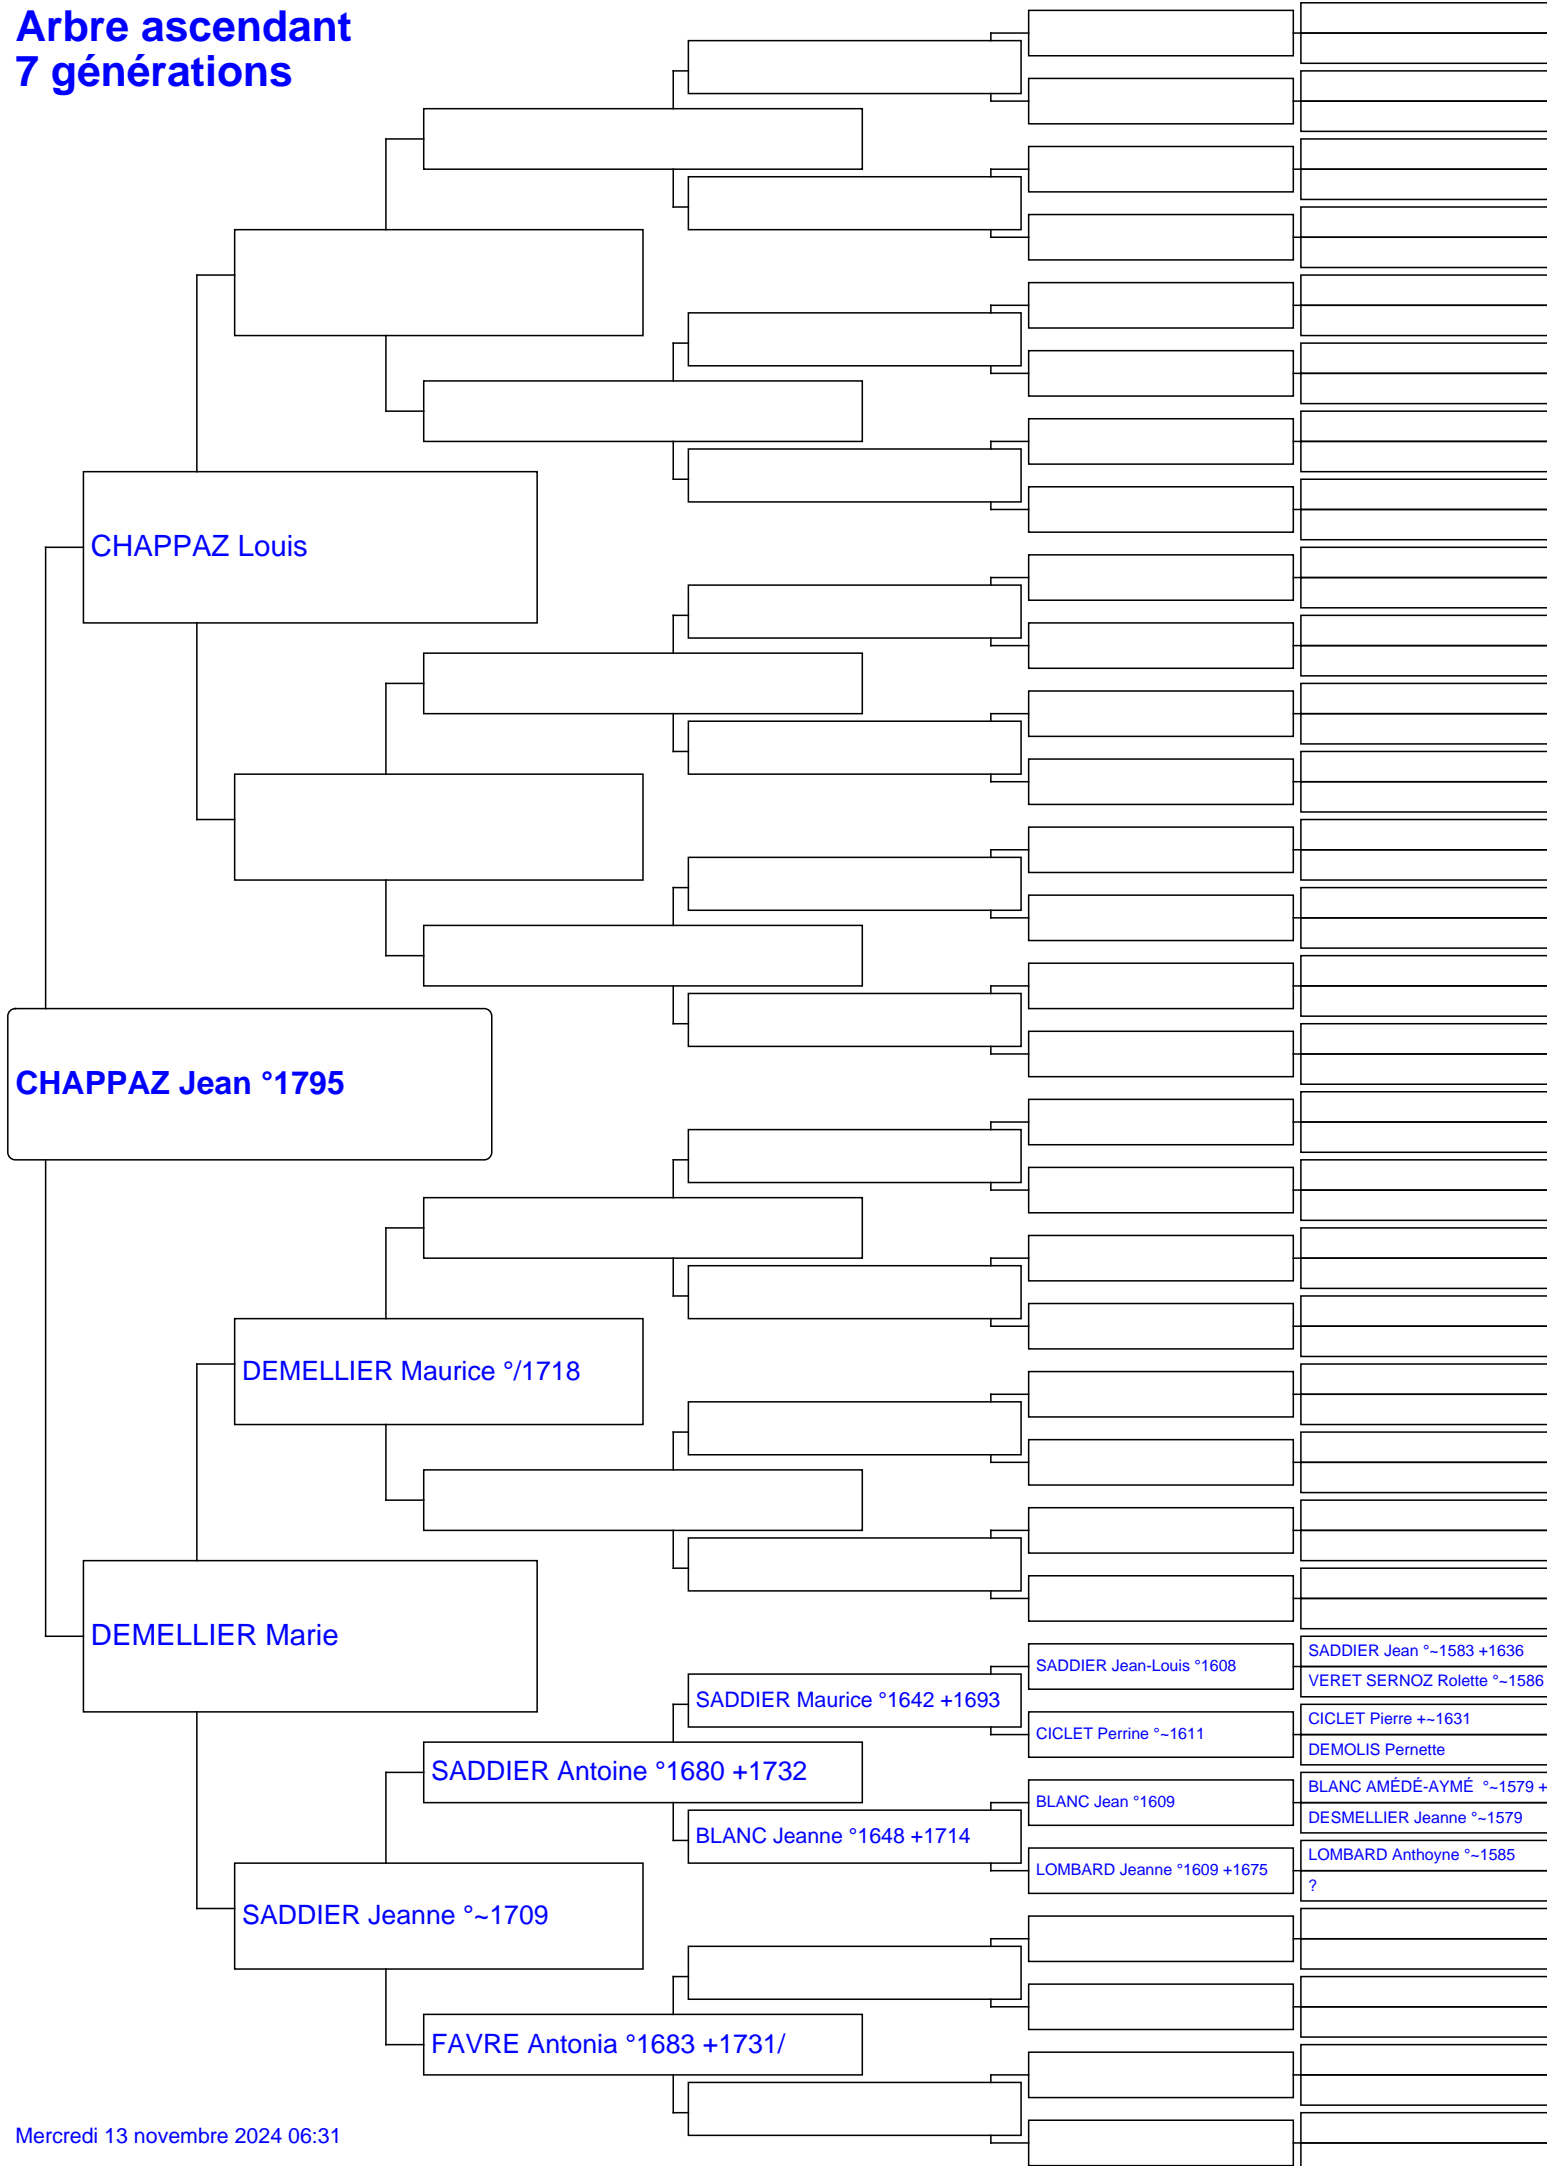 Arbre ascendant
7 générations
CHAPPAZ Louis
CHAPPAZ Jean °1795
DEMELLIER Maurice °/1718
DEMELLIER Marie
SADDIER Jean-Louis °1608
SADDIER Jean °~1583 +1636
VERET SERNOZ Rolette °~1586
SADDIER Maurice °1642 +1693
CICLET Perrine °~1611
CICLET Pierre +~1631
DEMOLIS Pernette
SADDIER Antoine °1680 +1732
BLANC Jean °1609
BLANC AMÉDÉ-AYMÉ °~1579 +
DESMELLIER Jeanne °~1579
BLANC Jeanne °1648 +1714
LOMBARD Jeanne °1609 +1675
LOMBARD Anthoyne °~1585
?
SADDIER Jeanne °~1709
FAVRE Antonia °1683 +1731/
Mercredi 13 novembre 2024 06:31